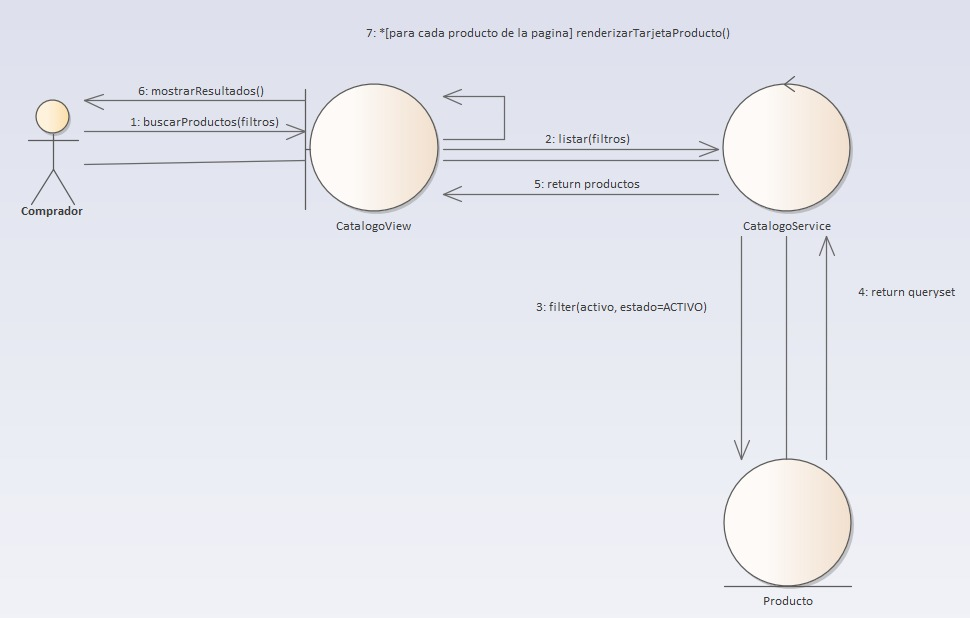 7: *[para cada producto de la pagina] renderizarTarjetaProducto()
6: mostrarResultados()
1: buscarProductos(filtros)
2: listar(filtros)
5: return productos
Comprador
CatalogoView
CatalogoService
3: filter(activo, estado=ACTIVO)
4: return queryset
Producto